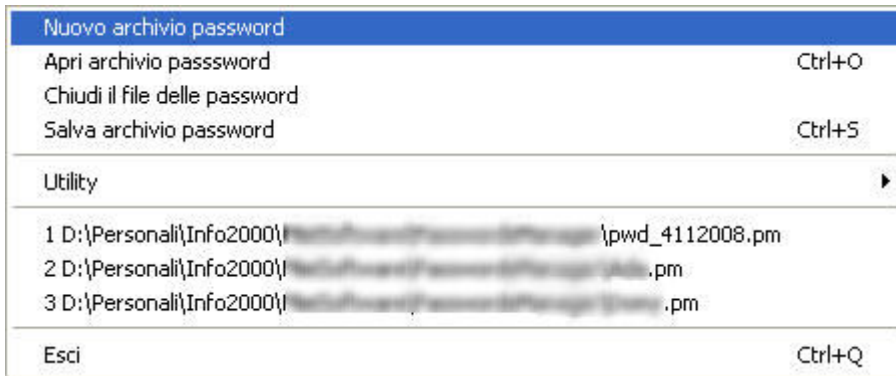 Nuovo archivio password
Apri archivio passsword Ctrl+O
Chiudi il file delle password
Salva archivio password Ctrl+S
Utility
1 D:\Personali\Info2000\ \pwd_4112008.pm
2 D:\Personali\Info2000\ .pm
3 D:\Personali\Info2000\ .pm
Esci Ctrl+Q